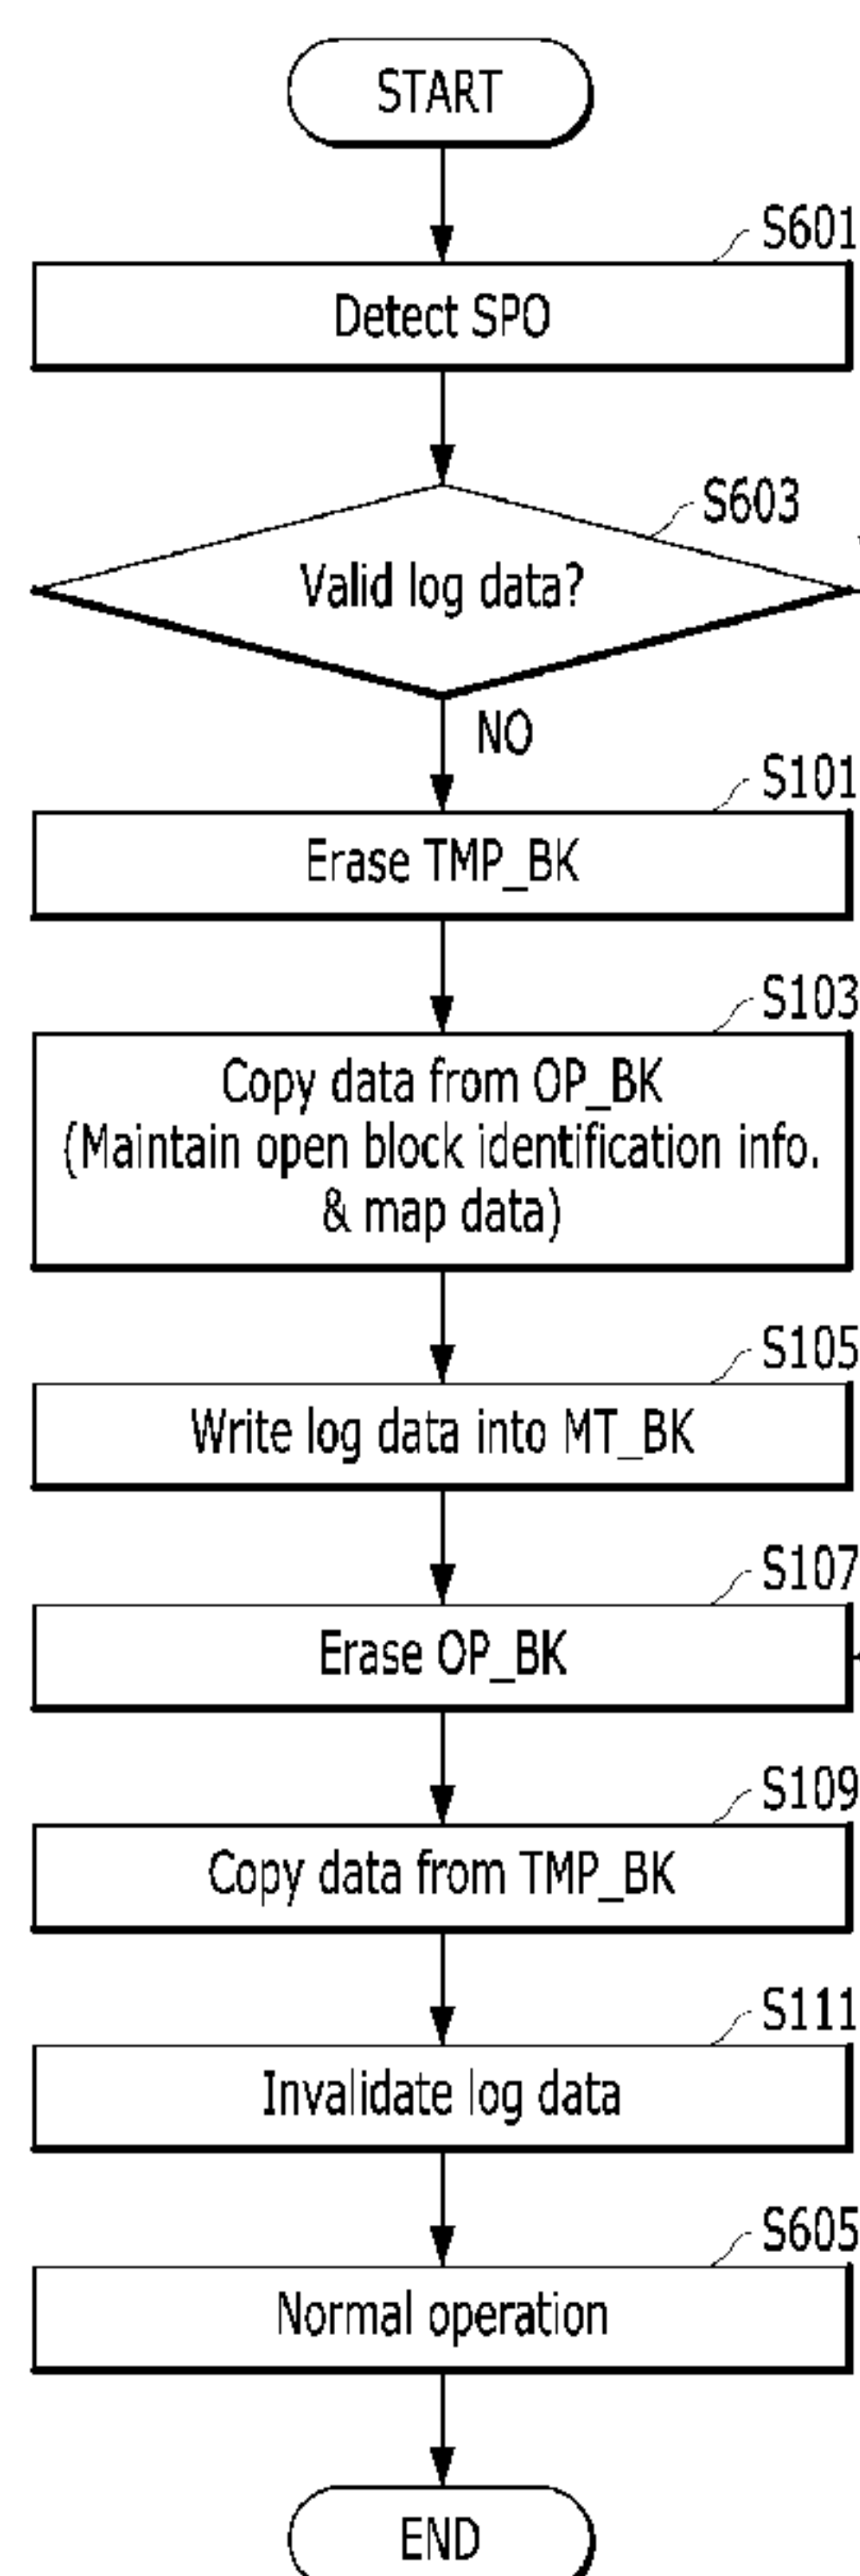 START
S601
Detect SPO
S603
Valid log data?
NO
S101
Erase TMP_BK
S103
Copy data from OP_BK
(Maintain open block identification info.
& map data)
S105
Write log data into MT_BK
S107
Erase OP_BK
S109
Copy data from TMP_BK
S111
Invalidate log data
S605
Normal operation
END